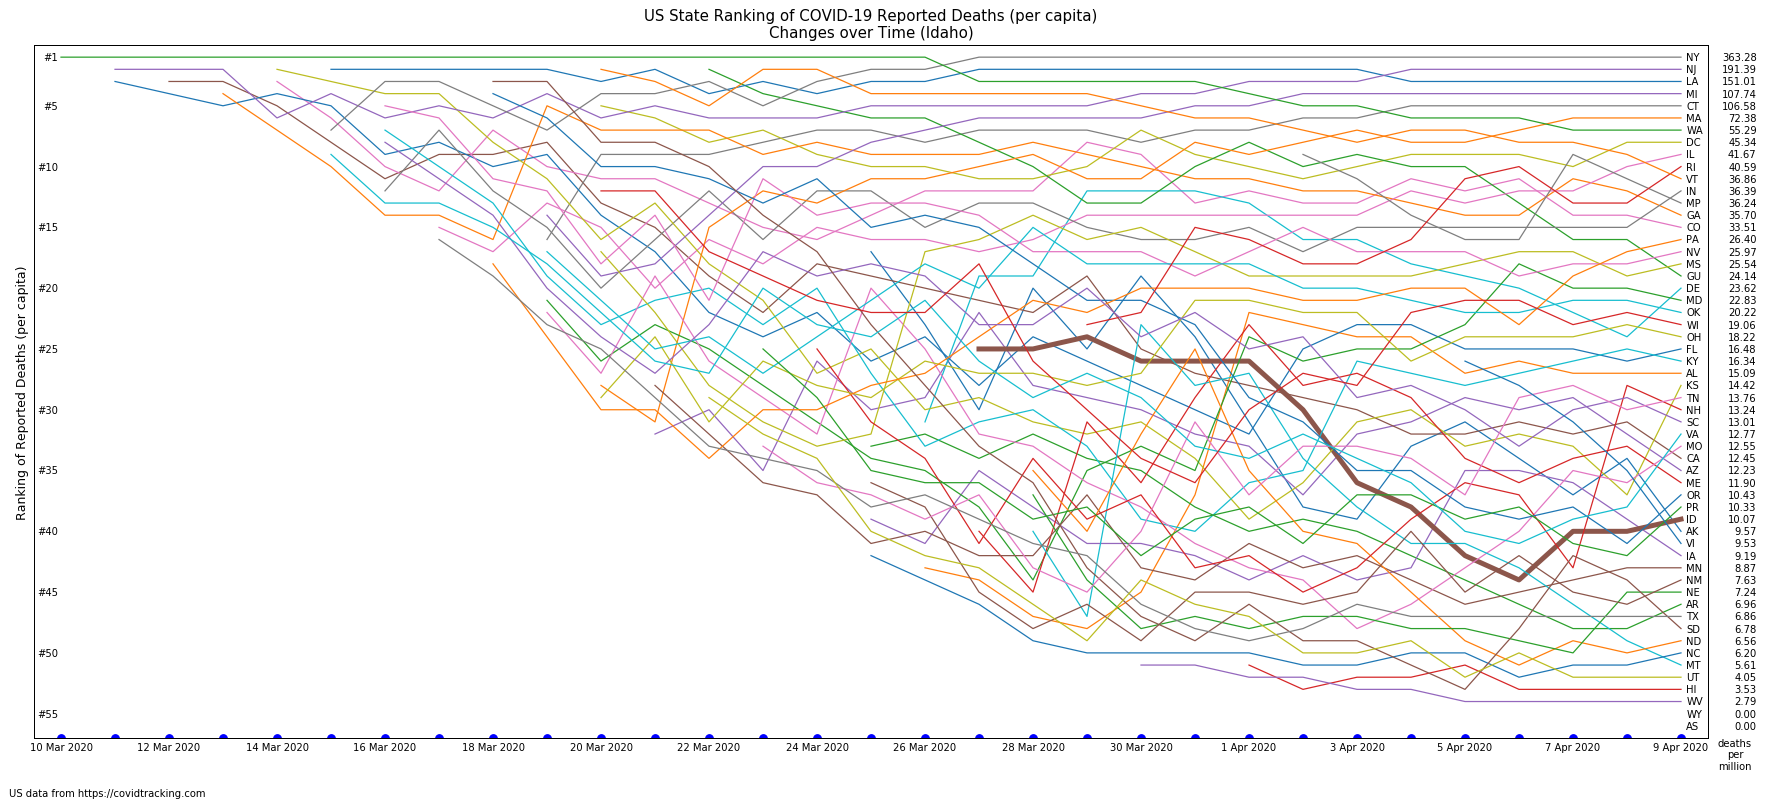 US State Ranking of COVID-19 Reported Deaths (per capita)
Changes over Time (Idaho)
Ranking of Reported Deaths (per capita)
#1
#5
#10
#15
#20
#25
#30
#35
#40
#45
#50
#55
NY 363.28
NJ 191.39
LA 151.01
MI 107.74
CT 106.58
MA 72.38
WA 55.29
DC 45.34
IL 41.67
RI 40.59
VT 36.86
IN 36.39
MP 36.24
GA 35.70
CO 33.51
PA 26.40
NV 25.97
MS 25.54
GU 24.14
DE 23.62
MD 22.83
OK 20.22
WI 19.06
OH 18.22
FL 16.48
KY 16.34
AL 15.09
KS 14.42
TN 13.76
NH 13.24
SC 13.01
VA 12.77
MO 12.55
CA 12.45
AZ 12.23
ME 11.90
OR 10.43
PR 10.33
ID 10.07
AK 9.57
VI 9.53
IA 9.19
MN 8.87
NM 7.63
NE 7.24
AR 6.96
TX 6.86
SD 6.78
ND 6.56
NC 6.20
MT 5.61
UT 4.05
HI 3.53
WV 2.79
WY 0.00
AS 0.00
10 Mar 2020 12 Mar 2020 14 Mar 2020 16 Mar 2020 18 Mar 2020 20 Mar 2020 22 Mar 2020 24 Mar 2020 26 Mar 2020 28 Mar 2020 30 Mar 2020 1 Apr 2020 3 Apr 2020 5 Apr 2020 7 Apr 2020 9 Apr 2020
deaths
per
million
US data from https://covidtracking.com